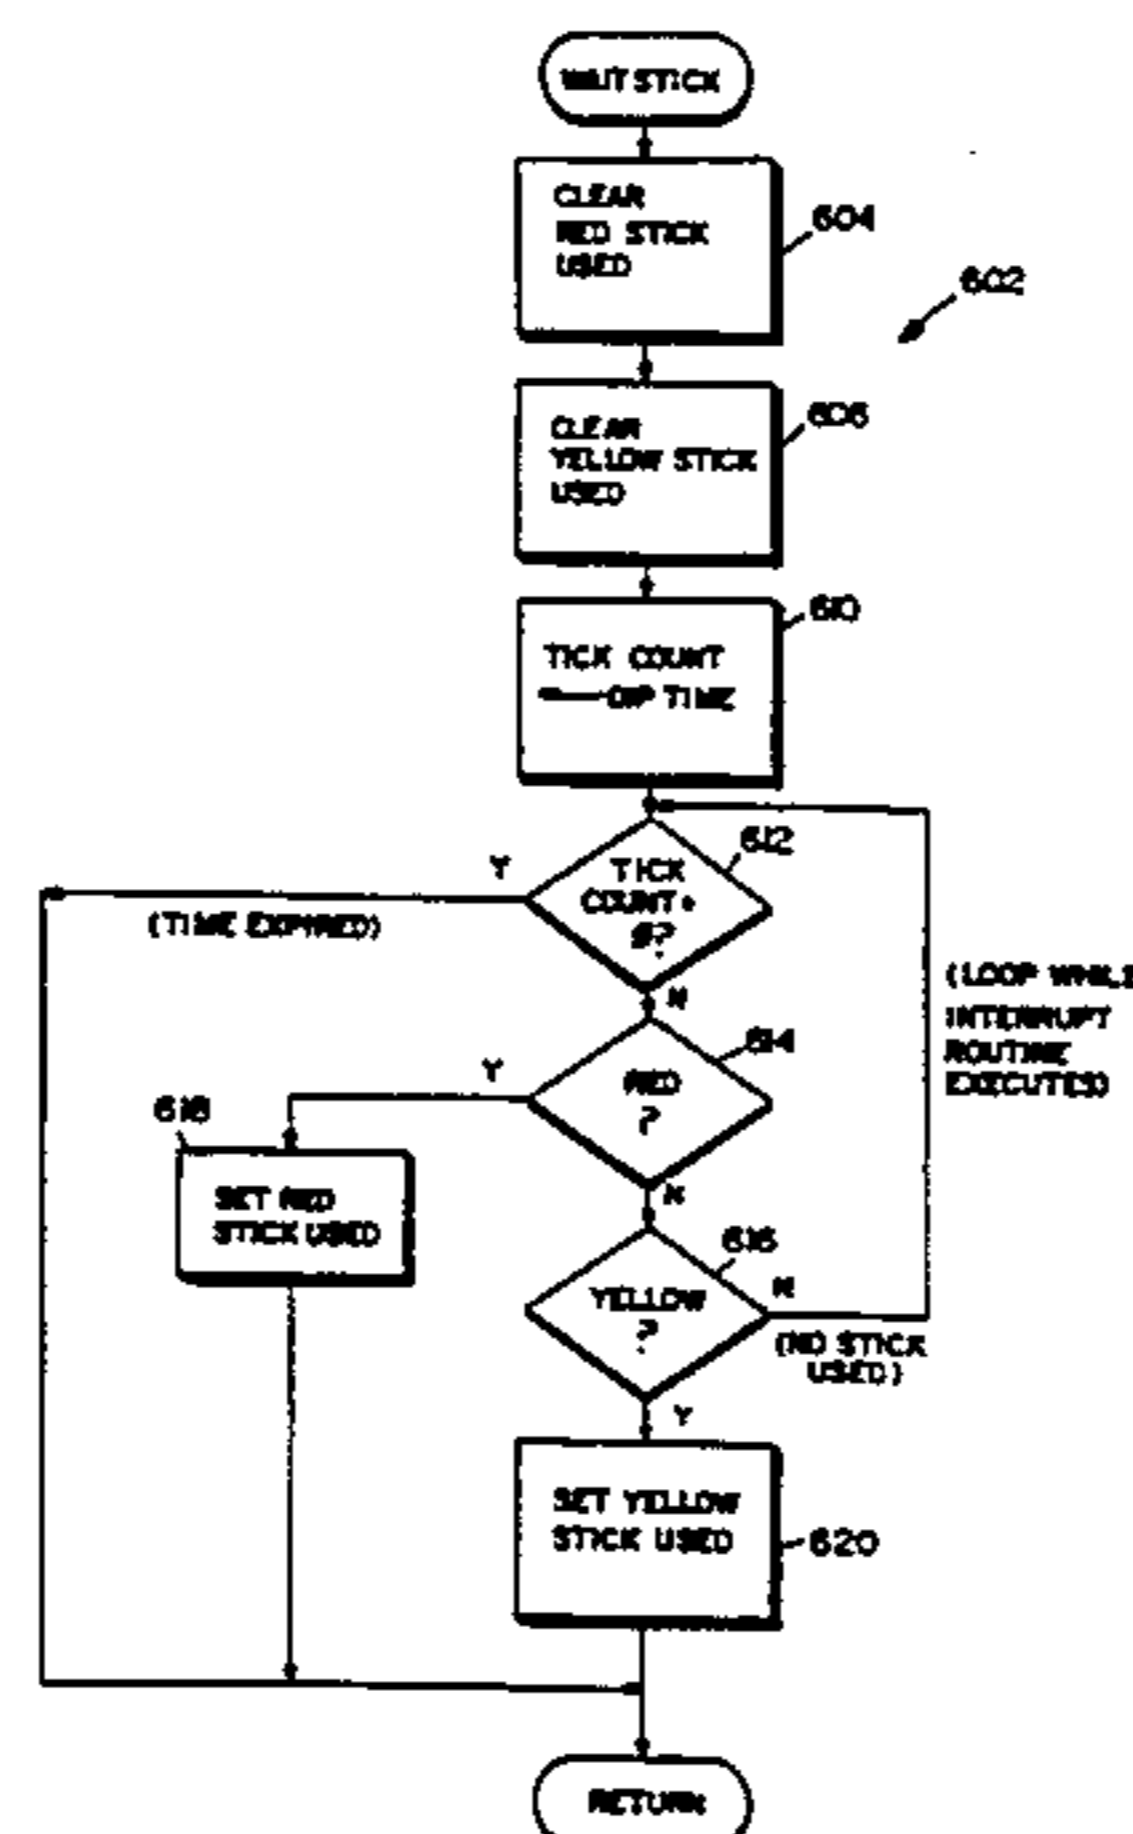 WAITSTICK
CLEAR
RED STICK
USED
604
602
CLEAR
YELLOW STICK
USED
606
610
TICK COUNT
DIP TIME
612
TICK
COUNT =
0?
Y
(TIME EXPIRED)
N
(LOOP WHILE
INTERRUPT
ROUTINE
EXECUTES)
614
RED
?
Y
618
SET RED
STICK USED
N
616
YELLOW
?
N
(NO STICK
USED)
Y
SET YELLOW
STICK USED
620
RETURN